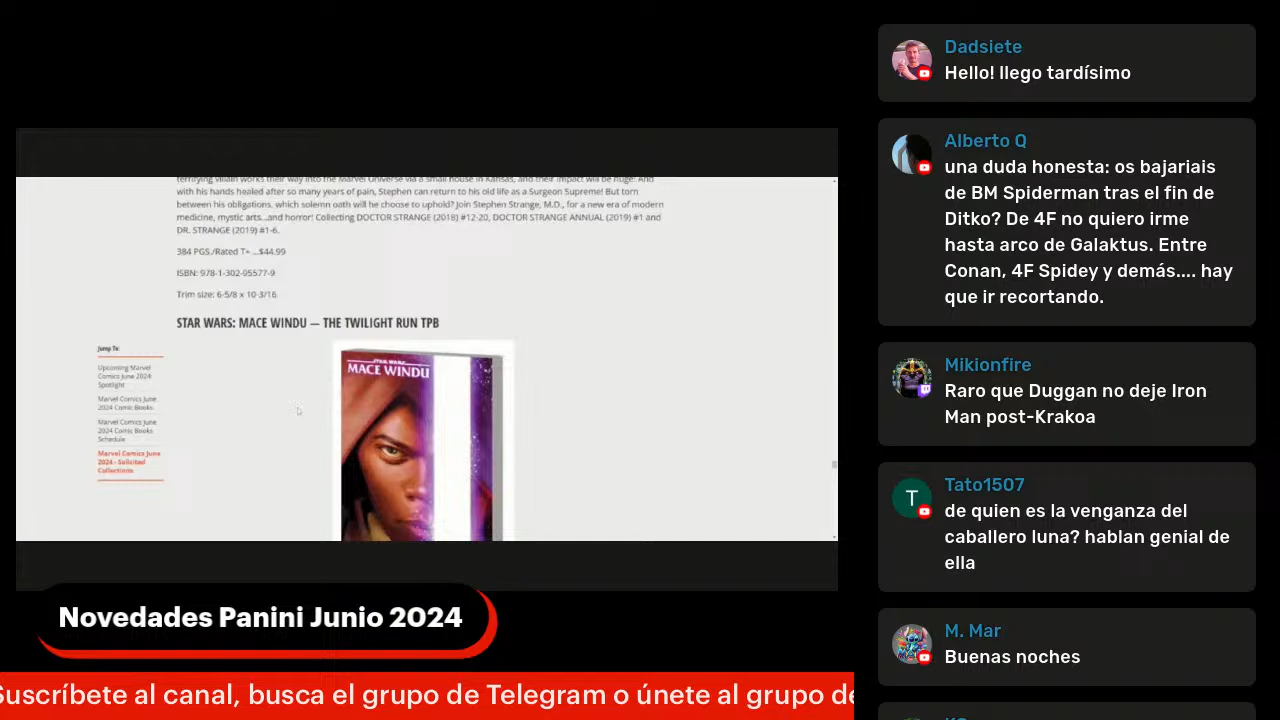 terrifying villain works their way into the Marvel Universe via a small house in Kansas, and their impact will be huge! And
with his hands healed after so many years of pain, Stephen can return to his old life as a Surgeon Supreme! But torn
between his obligations, which solemn oath will he choose to uphold? Join Stephen Strange, M.D., for a new era of modern
medicine, mystic arts...and horror! Collecting DOCTOR STRANGE (2018) #12-20, DOCTOR STRANGE ANNUAL (2019) #1 and
DR. STRANGE (2019) #1-6.
384 PGS./Rated T+ ...$44.99
ISBN: 978-1-302-95577-9
Trim size: 6-5/8 x 10-3/16
STAR WARS: MACE WINDU — THE TWILIGHT RUN TPB
Jump To:
Upcoming Marvel
Comics June 2024
Spotlight
Marvel Comics June
2024 Comic Books
Marvel Comics June
2024 Comic Books
Schedule
Marvel Comics June
2024 - Solicited
Collections
STAR WARS
MACE WINDU
Novedades Panini Junio 2024
Suscríbete al canal, busca el grupo de Telegram o únete al grupo de
Dadsiete
Hello! llego tardísimo
Alberto Q
una duda honesta: os bajariais
de BM Spiderman tras el fin de
Ditko? De 4F no quiero irme
hasta arco de Galaktus. Entre
Conan, 4F Spidey y demás.... hay
que ir recortando.
Mikionfire
Raro que Duggan no deje Iron
Man post-Krakoa
T
Tato1507
de quien es la venganza del
caballero luna? hablan genial de
ella
M. Mar
Buenas noches